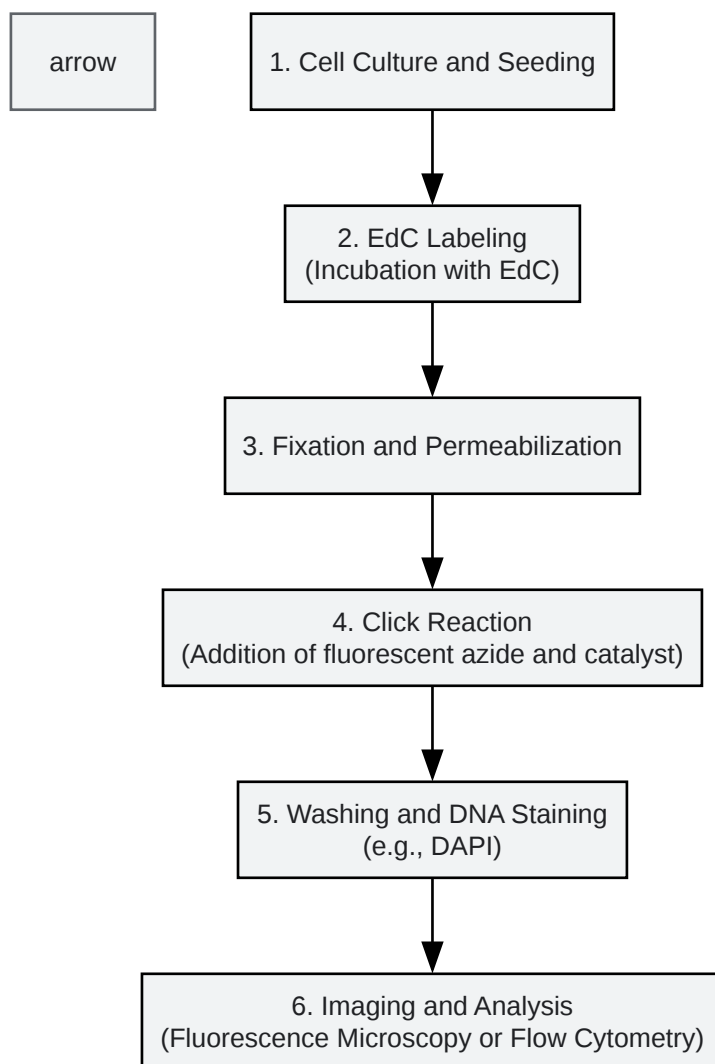 arrow
1. Cell Culture and Seeding
2. EdC Labeling
(Incubation with EdC)
3. Fixation and Permeabilization
4. Click Reaction
(Addition of fluorescent azide and catalyst)
5. Washing and DNA Staining
(e.g., DAPI)
6. Imaging and Analysis
(Fluorescence Microscopy or Flow Cytometry)